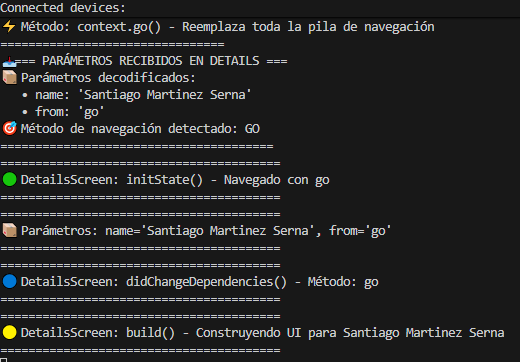 Connected devices:
⚡ Método: context.go() - Reemplaza toda la pila de navegación
================================
📥=== PARÁMETROS RECIBIDOS EN DETAILS ===
📦 Parámetros decodificados:
• name: 'Santiago Martinez Serna'
• from: 'go'
🎯 Método de navegación detectado: GO
=======================================
========================================
🟢 DetailsScreen: initState() - Navegado con go
========================================
========================================
📦 Parámetros: name='Santiago Martinez Serna', from='go'
========================================
========================================
🔵 DetailsScreen: didChangeDependencies() - Método: go
========================================
========================================
🟡 DetailsScreen: build() - Construyendo UI para Santiago Martinez Serna
========================================